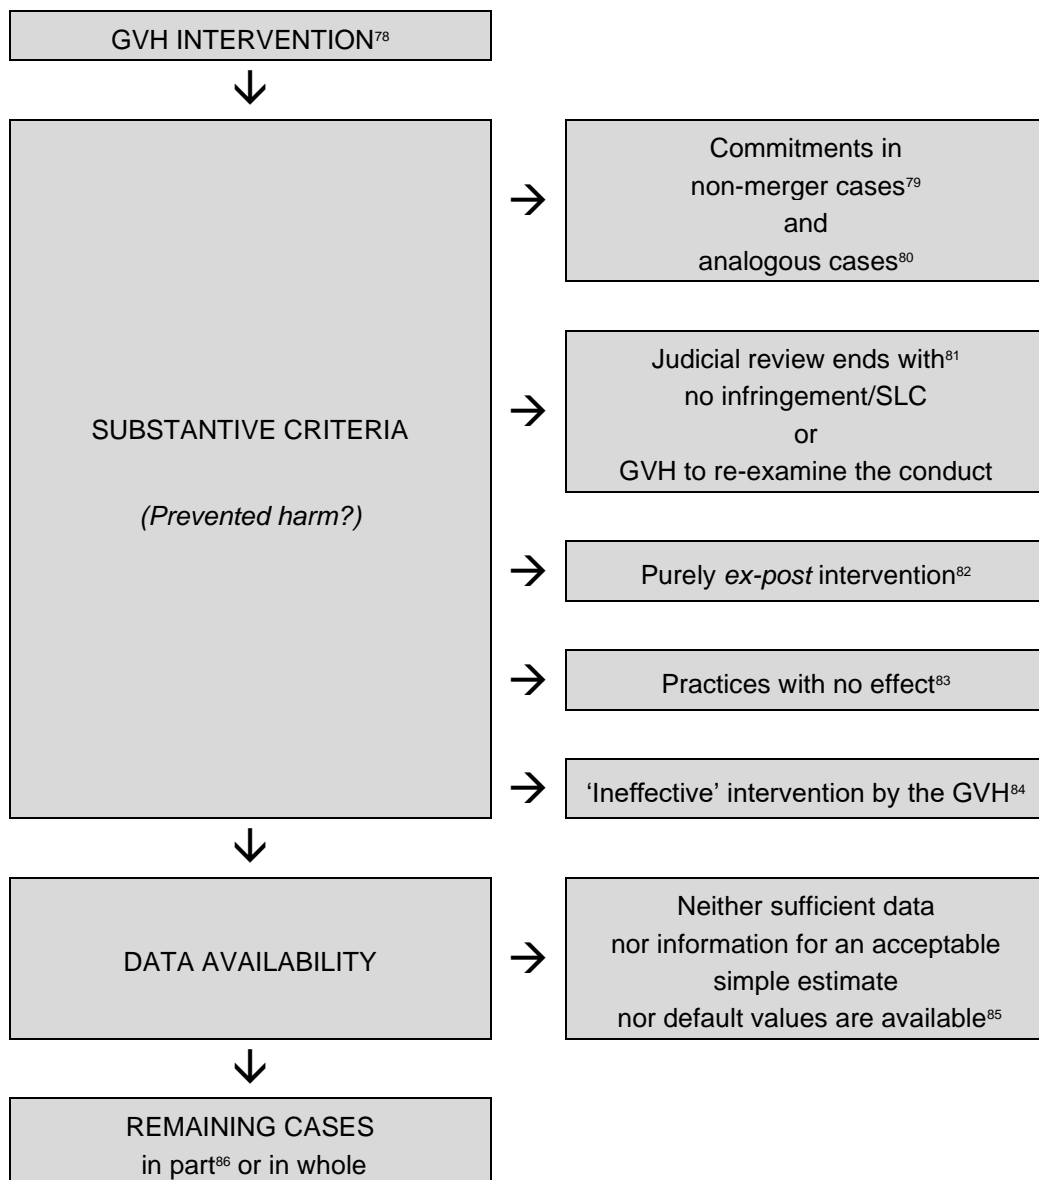 GVH INTERVENTION⁷⁸
SUBSTANTIVE CRITERIA
(Prevented harm?)
Commitments in
non-merger cases⁷⁹
and
analogous cases⁸⁰
Judicial review ends with⁸¹
no infringement/SLC
or
GVH to re-examine the conduct
Purely ex-post intervention⁸²
Practices with no effect⁸³
‘Ineffective’ intervention by the GVH⁸⁴
DATA AVAILABILITY
Neither sufficient data
nor information for an acceptable
simple estimate
nor default values are available⁸⁵
REMAINING CASES
in part⁸⁶ or in whole